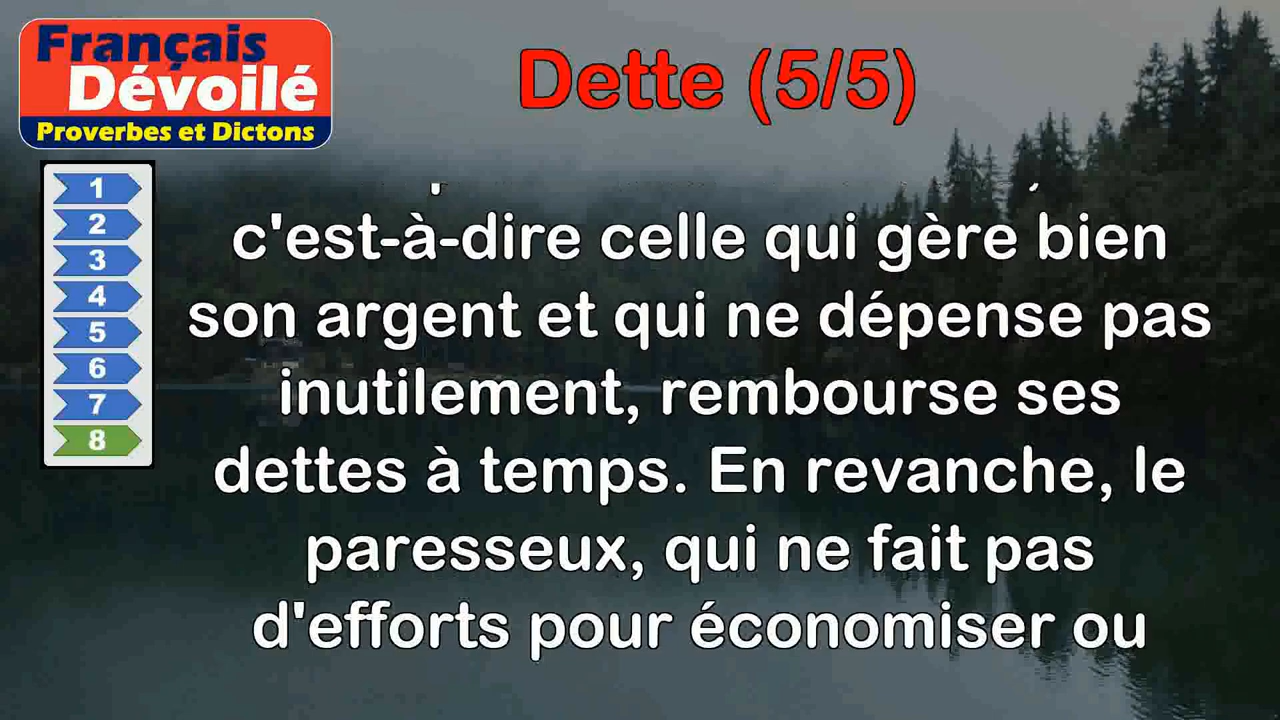 Français
Dévoilé
Proverbes et Dictons
Dette (5/5)
1
2
3
4
5
6
7
8
c'est-à-dire celle qui gère bien
son argent et qui ne dépense pas
inutilement, rembourse ses
dettes à temps. En revanche, le
paresseux, qui ne fait pas
d'efforts pour économiser ou